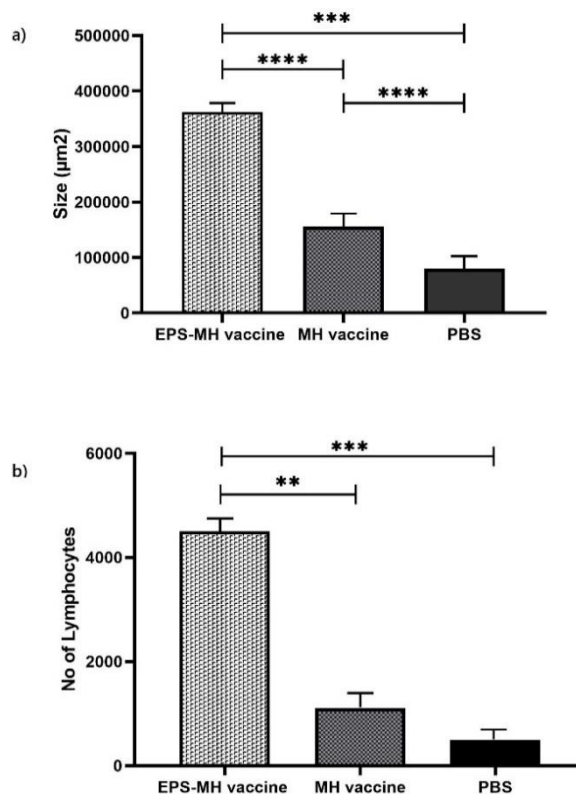 a)
500000
400000
300000
200000
100000
0
Size (µm2)
***
****
****
EPS-MH vaccine MH vaccine PBS
b)
6000
4000
2000
0
No of Lymphocytes
***
**
EPS-MH vaccine MH vaccine PBS